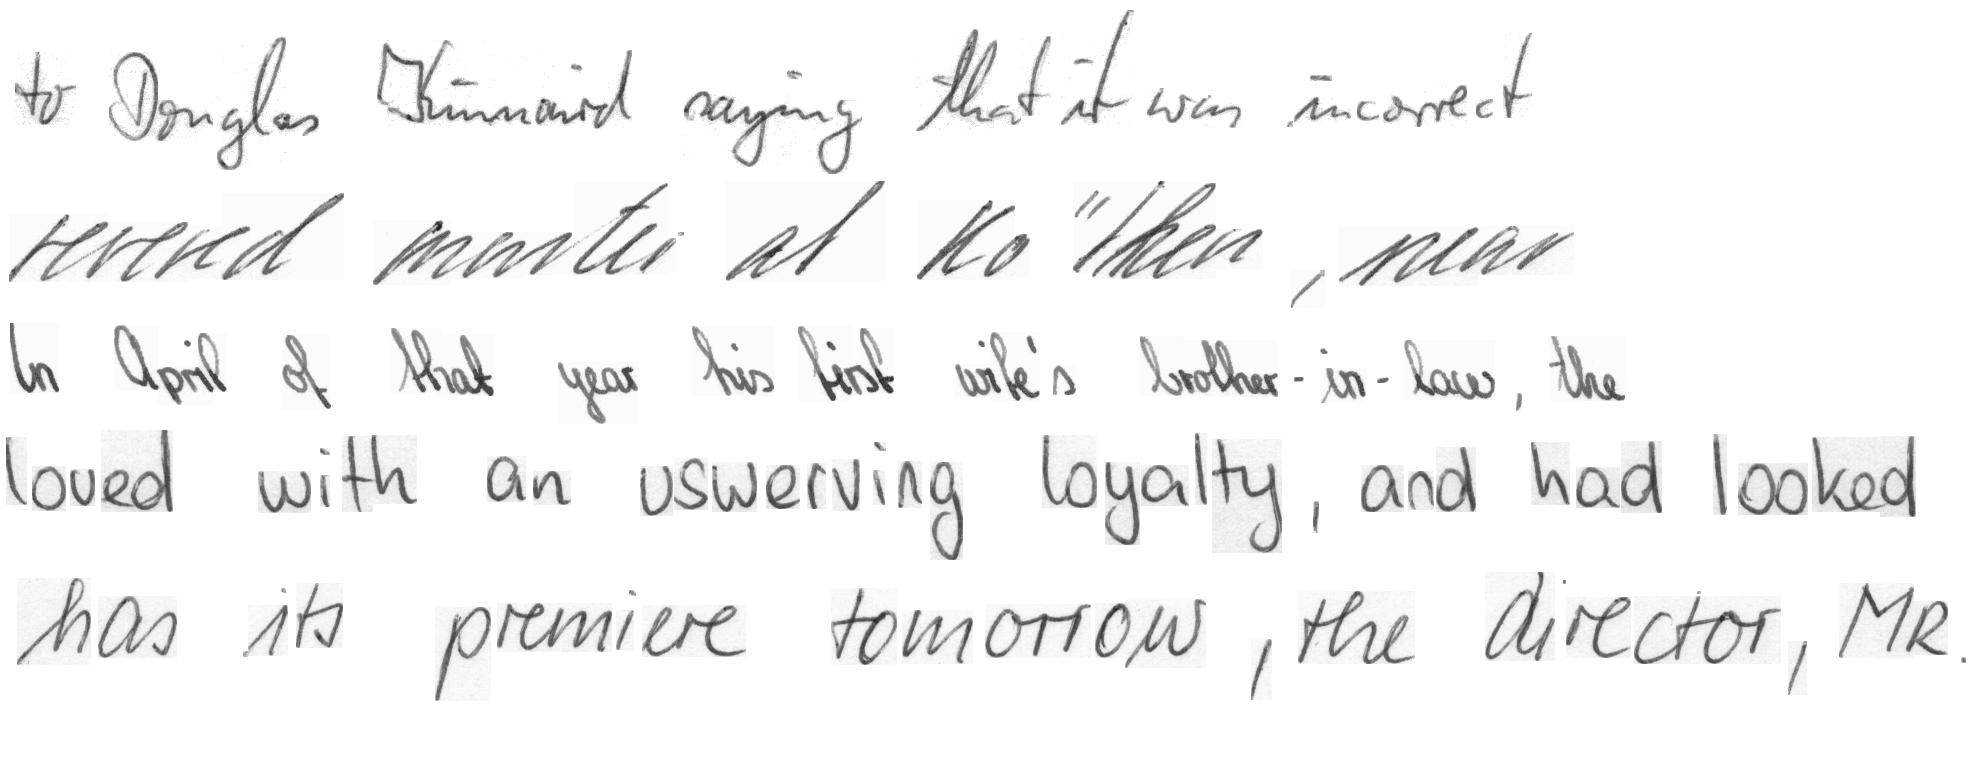 to Douglas Kinnaird saying that it was incorrect
revered master at Ko"then, near
In April of that year his first wife's brother-in-law, the
loved with an uswerving loyalty, and had looked
has its premiere tomorrow, the director, MR.